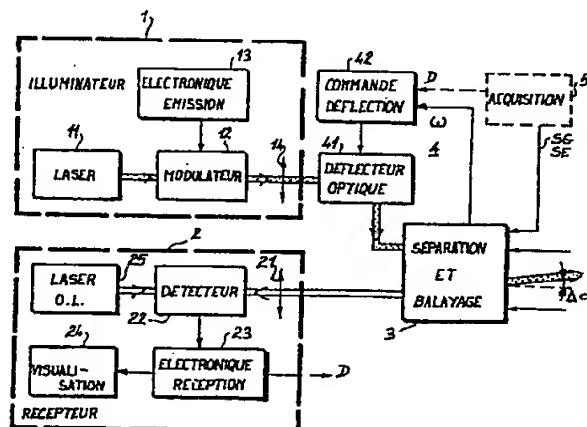 1
ILLUMINATEUR
13
ELECTRONIQUE
EMISSION
11
LASER
12
MODULATEUR
14
42
COMMANDE
DEFLECTION
D
ω
ACQUISITION
5
SG
SE
4
41
DEFLECTEUR
OPTIQUE
SEPARATION
ET
BALAYAGE
3
2
LASER
O.L.
25
DETECTEUR
22
21
23
ELECTRONIQUE
RECEPTION
D
24
VISUALI-
SATION
RECEPTEUR